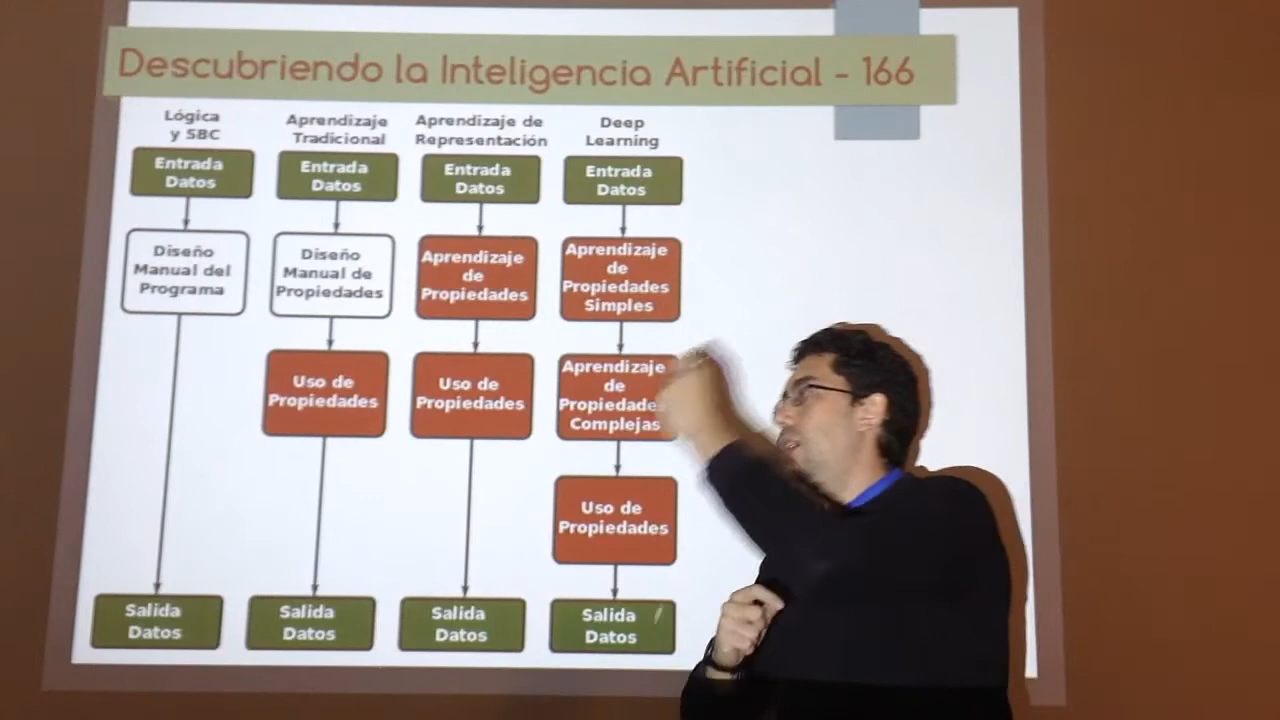 Descubriendo la Inteligencia Artificial - 166
Lógica
y SBC
Entrada
Datos
Diseño
Manual del
Programa
Salida
Datos
Aprendizaje
Tradicional
Entrada
Datos
Diseño
Manual de
Propiedades
Uso de
Propiedades
Salida
Datos
Aprendizaje de
Representación
Entrada
Datos
Aprendizaje
de
Propiedades
Uso de
Propiedades
Salida
Datos
Deep
Learning
Entrada
Datos
Aprendizaje
de
Propiedades
Simples
Aprendizaje
de
Propiedades
Complejas
Uso de
Propiedades
Salida
Datos